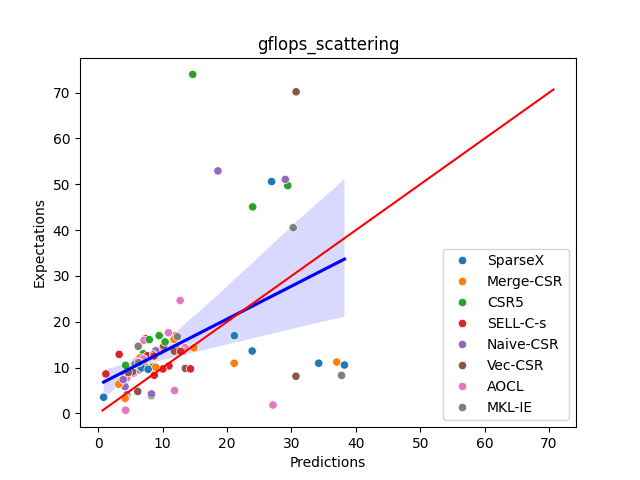 gflops_scattering
Expectations
70
60
50
40
30
20
10
0
SparseX
Merge-CSR
CSR5
SELL-C-s
Naive-CSR
Vec-CSR
AOCL
MKL-IE
0 10 20 30 40 50 60 70
Predictions